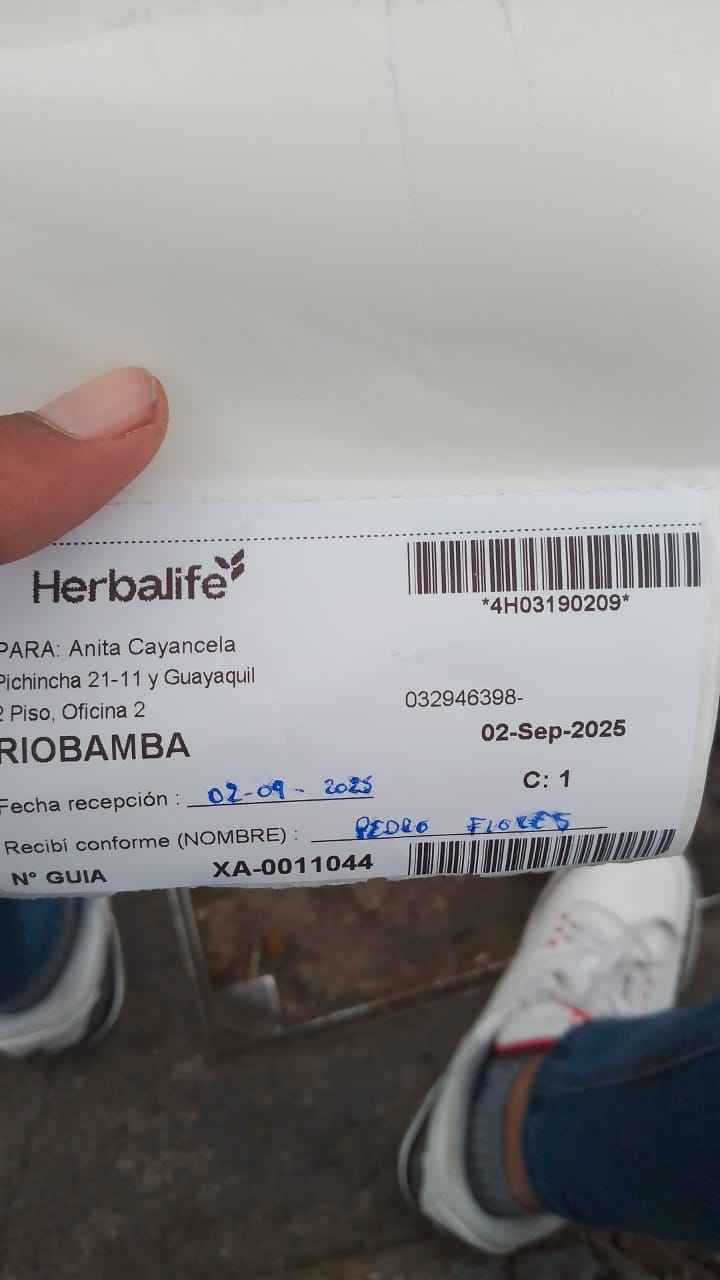 Herbalife
*4H03190209*
PARA: Anita Cayancela
Pichincha 21-11 y Guayaquil
2 Piso, Oficina 2
032946398-
RIOBAMBA
02-Sep-2025
C: 1
Fecha recepción : 02-09-2025
Recibí conforme (NOMBRE) : PEDRO FLORES
N° GUIA XA-0011044